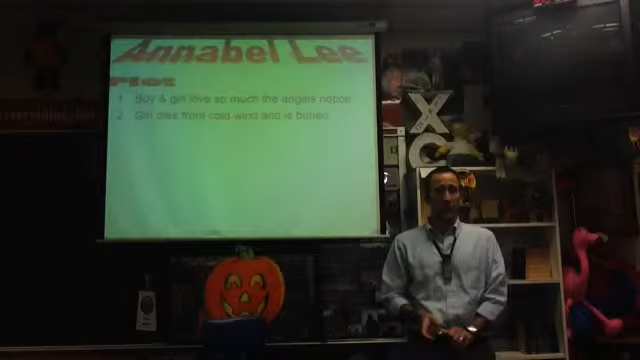 Annabel Lee
Plot
1. Boy & girl love so much the angels notice
2. Girl dies from cold wind and is buried
X